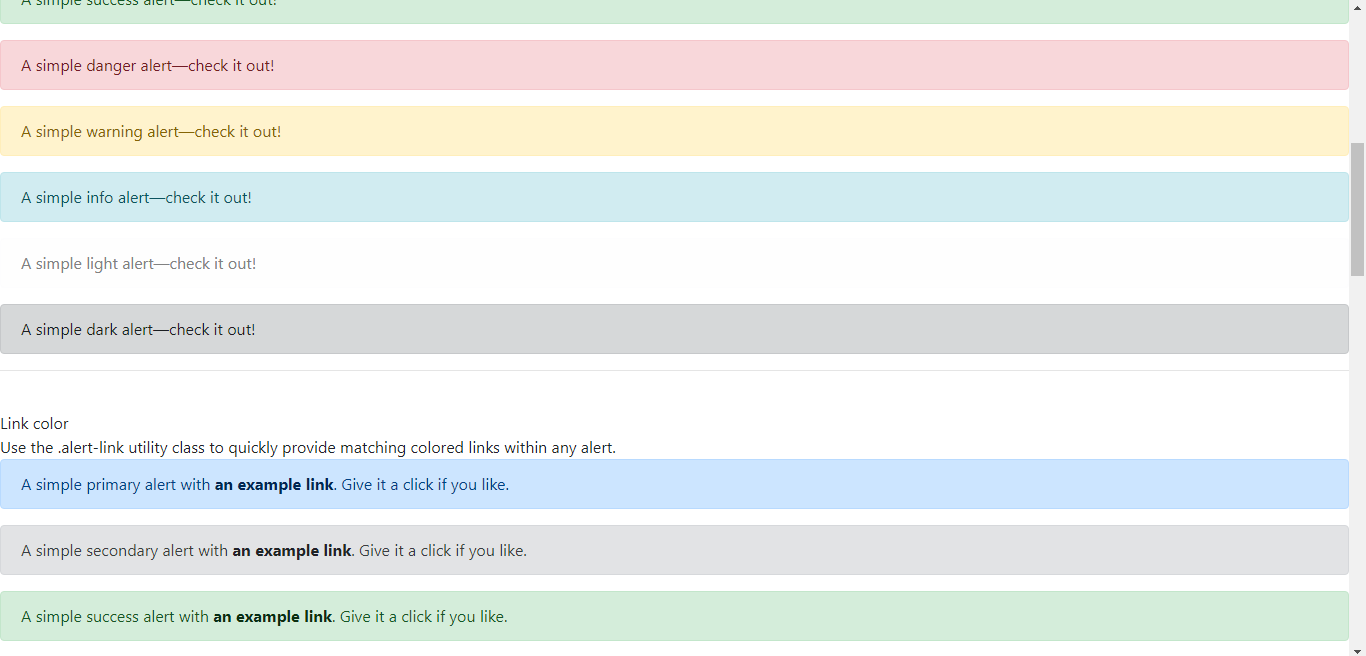 A simple success alert—check it out!
A simple danger alert—check it out!
A simple warning alert—check it out!
A simple info alert—check it out!
A simple light alert—check it out!
A simple dark alert—check it out!
Link color
Use the .alert-link utility class to quickly provide matching colored links within any alert.
A simple primary alert with an example link. Give it a click if you like.
A simple secondary alert with an example link. Give it a click if you like.
A simple success alert with an example link. Give it a click if you like.